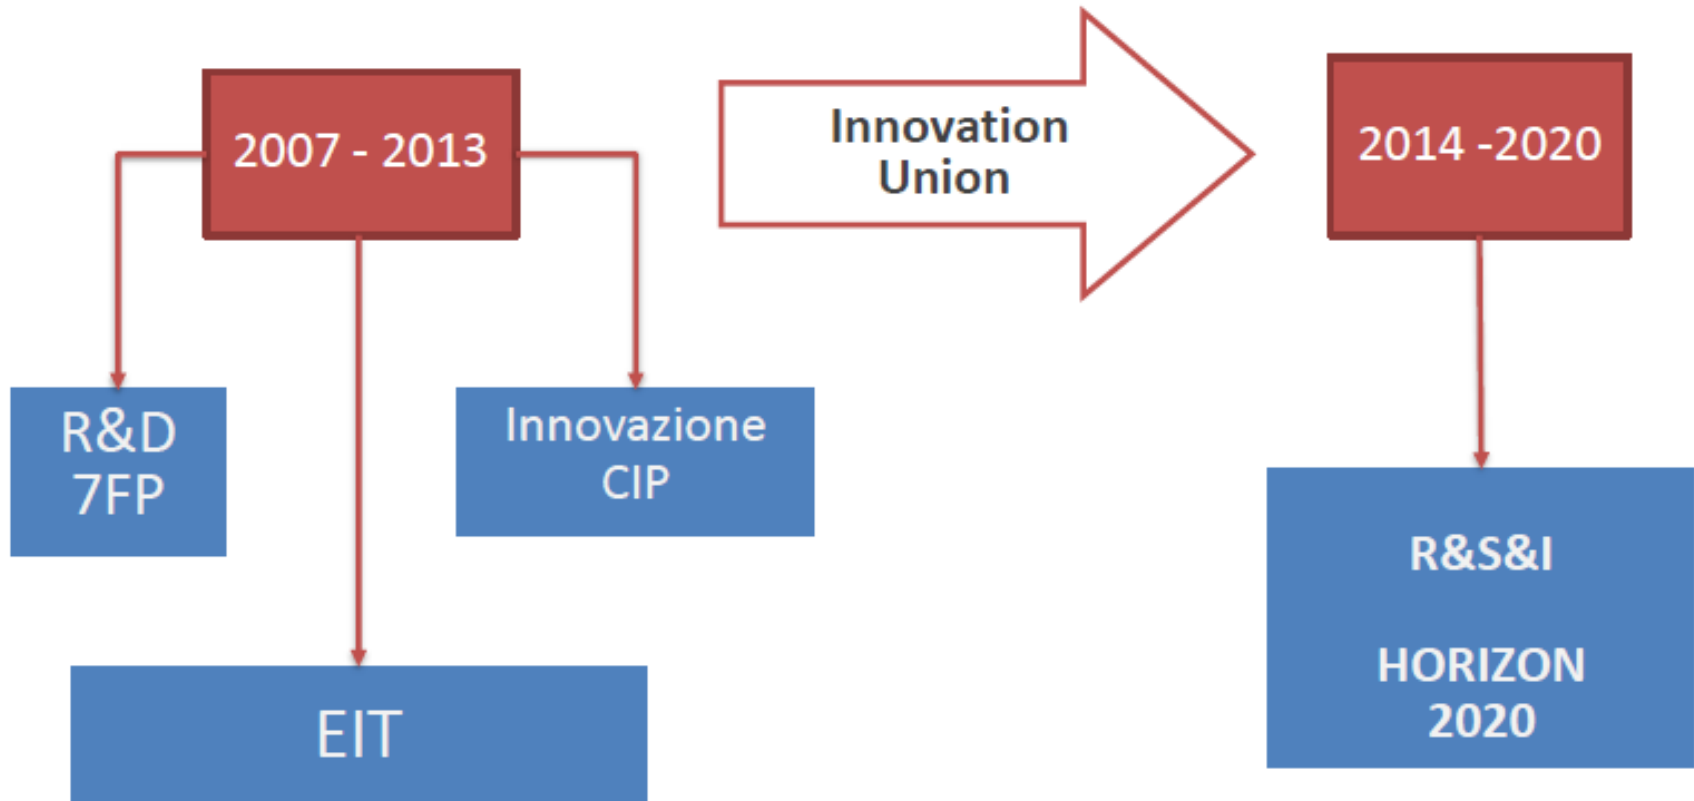 2007 - 2013
Innovation
Union
2014 -2020
R&D
7FP
Innovazione
CIP
EIT
R&S&I
HORIZON
2020